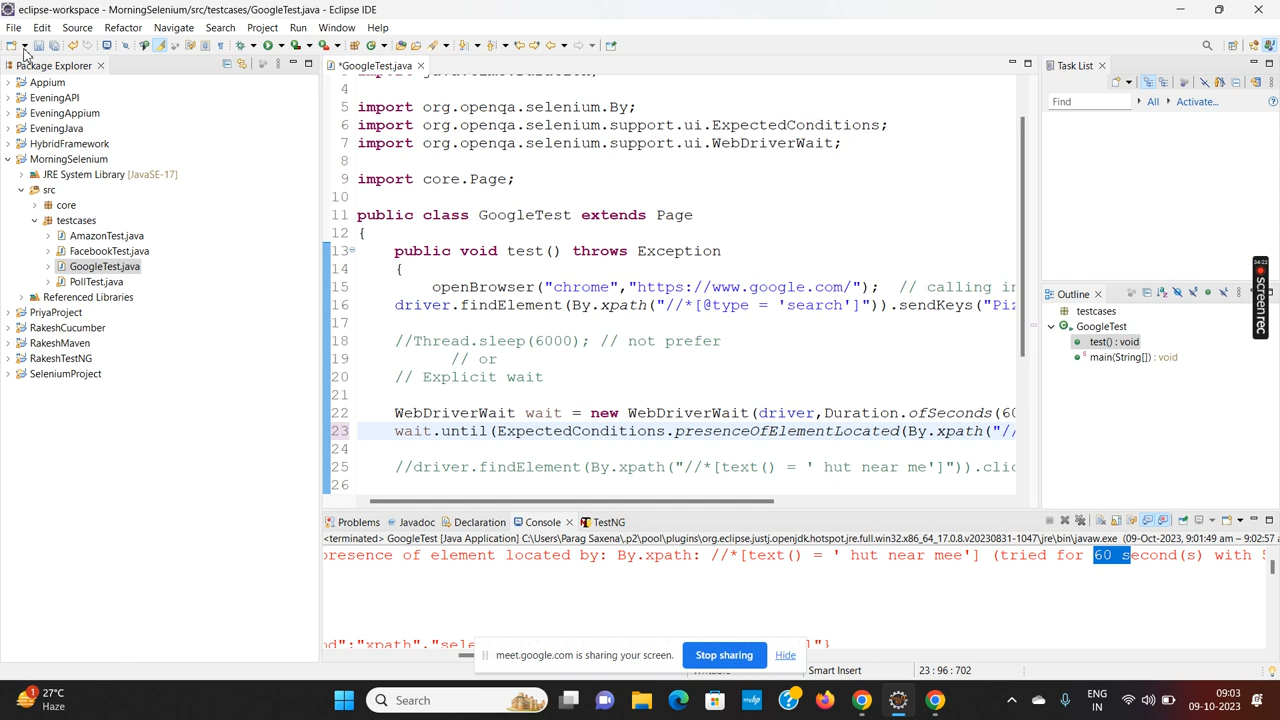 eclipse-workspace - MorningSelenium/src/testcases/GoogleTest.java - Eclipse IDE
File Edit Source Refactor Navigate Search Project Run Window Help
Package Explorer
Appium
EveningAPI
EveningAppium
EveningJava
HybridFramework
MorningSelenium
JRE System Library [JavaSE-17]
src
core
testcases
AmazonTest.java
FacebookTest.java
GoogleTest.java
PollTest.java
Referenced Libraries
PriyaProject
RakeshCucumber
RakeshMaven
RakeshTestNG
SeleniumProject
*GoogleTest.java
4
5 import org.openqa.selenium.By;
6 import org.openqa.selenium.support.ui.ExpectedConditions;
7 import org.openqa.selenium.support.ui.WebDriverWait;
8
9 import core.Page;
10
11 public class GoogleTest extends Page
12 {
13 public void test() throws Exception
14 {
15 openBrowser("chrome","https://www.google.com/"); // calling in
16 driver.findElement(By.xpath("//*[@type = 'search']")).sendKeys("Piz
17
18 //Thread.sleep(6000); // not prefer
19 // or
20 // Explicit wait
21
22 WebDriverWait wait = new WebDriverWait(driver,Duration.ofSeconds(60
23 wait.until(ExpectedConditions.presenceOfElementLocated(By.xpath("//
24
25 //driver.findElement(By.xpath("//*[text() = ' hut near me']")).clic
26
Task List
Find All Activate...
Outline
testcases
GoogleTest
test() : void
main(String[]) : void
34:22
screenrec
Problems Javadoc Declaration Console TestNG
<terminated> GoogleTest [Java Application] C:\Users\Parag Saxena\.p2\pool\plugins\org.eclipse.justj.openjdk.hotspot.jre.full.win32.x86_64_17.0.8.v20230831-1047\jre\bin\javaw.exe (09-Oct-2023, 9:01:49 am – 9:02:57
presence of element located by: By.xpath: //*[text() = ' hut near mee'] (tried for 60 second(s) with 5
meet.google.com is sharing your screen. Stop sharing Hide
Smart Insert 23 : 96 : 702
27°C
Haze
Search
ENG
IN
09:03
09-10-2023